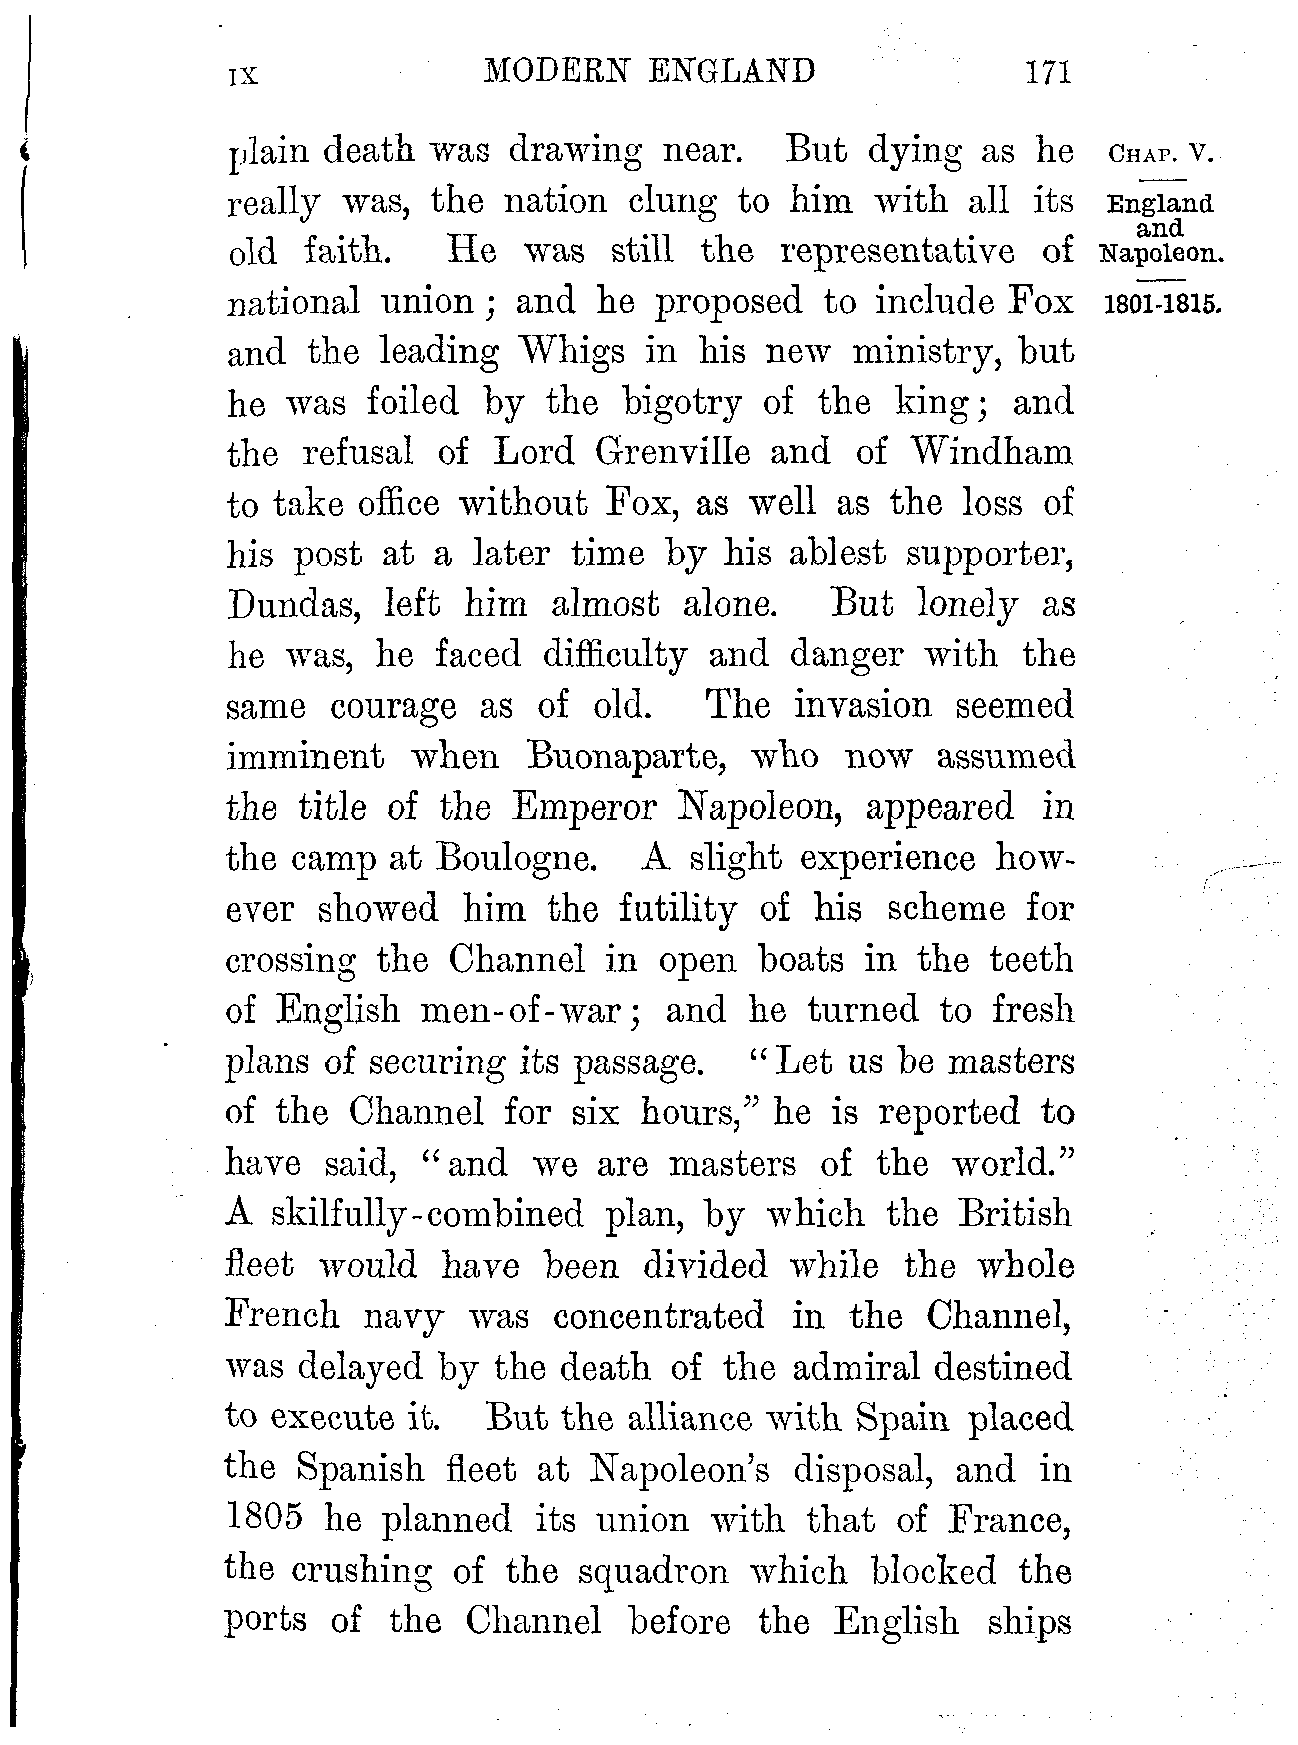 IX MODERN ENGLAND 171
plain death was drawing near. But dying as he
really was, the nation clung to him with all its
old faith. He was still the representative of
national union ; and he proposed to include Fox
and the leading Whigs in his new ministry, but
he was foiled by the bigotry of the king; and
the refusal of Lord Grenville and of Windham
to take office without Fox, as well as the loss of
his post at a later time by his ablest supporter,
Dundas, left him almost alone. But lonely as
he was, he faced difficulty and danger with the
same courage as of old. The invasion seemed
imminent when Buonaparte, who now assumed
the title of the Emperor Napoleon, appeared in
the camp at Boulogne. A slight experience how-
ever showed him the futility of his scheme for
crossing the Channel in open boats in the teeth
of English men-of-war; and he turned to fresh
plans of securing its passage. “Let us be masters
of the Channel for six hours,” he is reported to
have said, “and we are masters of the world.”
A skilfully-combined plan, by which the British
fleet would have been divided while the whole
French navy was concentrated in the Channel,
was delayed by the death of the admiral destined
to execute it. But the alliance with Spain placed
the Spanish fleet at Napoleon's disposal, and in
1805 he planned its union with that of France,
the crushing of the squadron which blocked the
ports of the Channel before the English ships
CHAP. V.
England
and
Napoleon.
1801-1815.